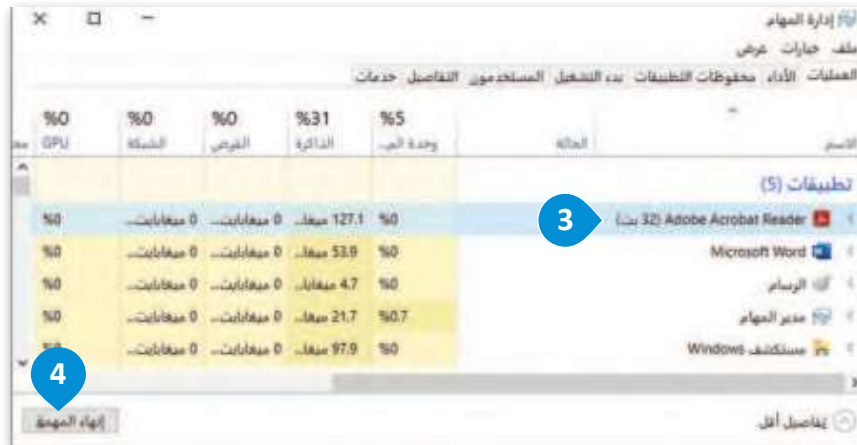 إدارة المهام
ملف خيارات عرض
العمليات الأداء محفوظات التطبيقات بدء التشغيل المستخدمون التفاصيل خدمات
%5 %31 %0 %0 %0
الاسم الحالة وحدة الم... الذاكرة القرص الشبكة GPU
تطبيقات (5)
Adobe Acrobat Reader (32 بت) 3 %0 127.1 ميغا... 0 ميغابايت... 0 ميغابايت... %0
Microsoft Word %0 53.9 ميغا... 0 ميغابايت... 0 ميغابايت... %0
الرسام %0 4.7 ميغابا... 0 ميغابايت... 0 ميغابايت... %0
مدير المهام %0.7 21.7 ميغا... 0 ميغابايت... 0 ميغابايت... %0
مستكشف Windows %0 97.9 ميغا... 0 ميغابايت... 0 ميغابايت...
4
تفاصيل أقل إنهاء المهمة